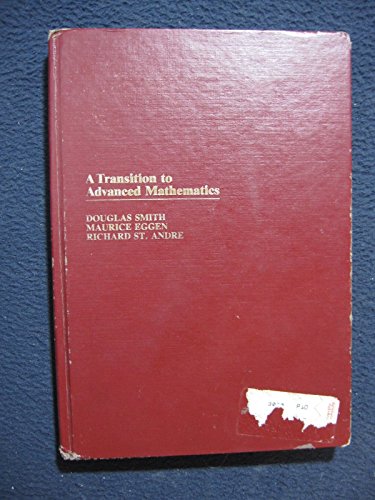 A Transition to
Advanced Mathematics
DOUGLAS SMITH
MAURICE EGGEN
RICHARD ST. ANDRE